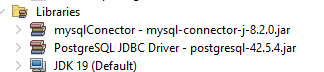 Libraries
mysqlConector - mysql-connector-j-8.2.0.jar
PostgreSQL JDBC Driver - postgresql-42.5.4.jar
JDK 19 (Default)